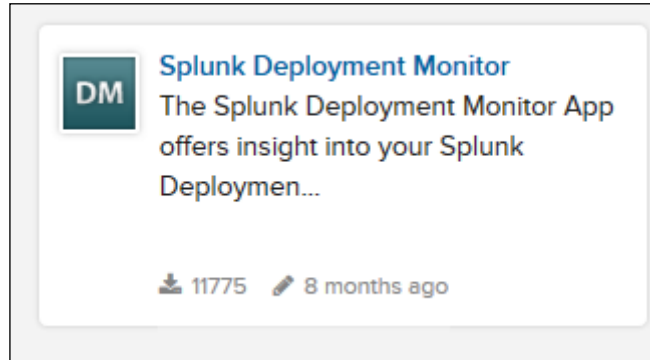 DM
Splunk Deployment Monitor
The Splunk Deployment Monitor App
offers insight into your Splunk
Deploymen...
11775 8 months ago